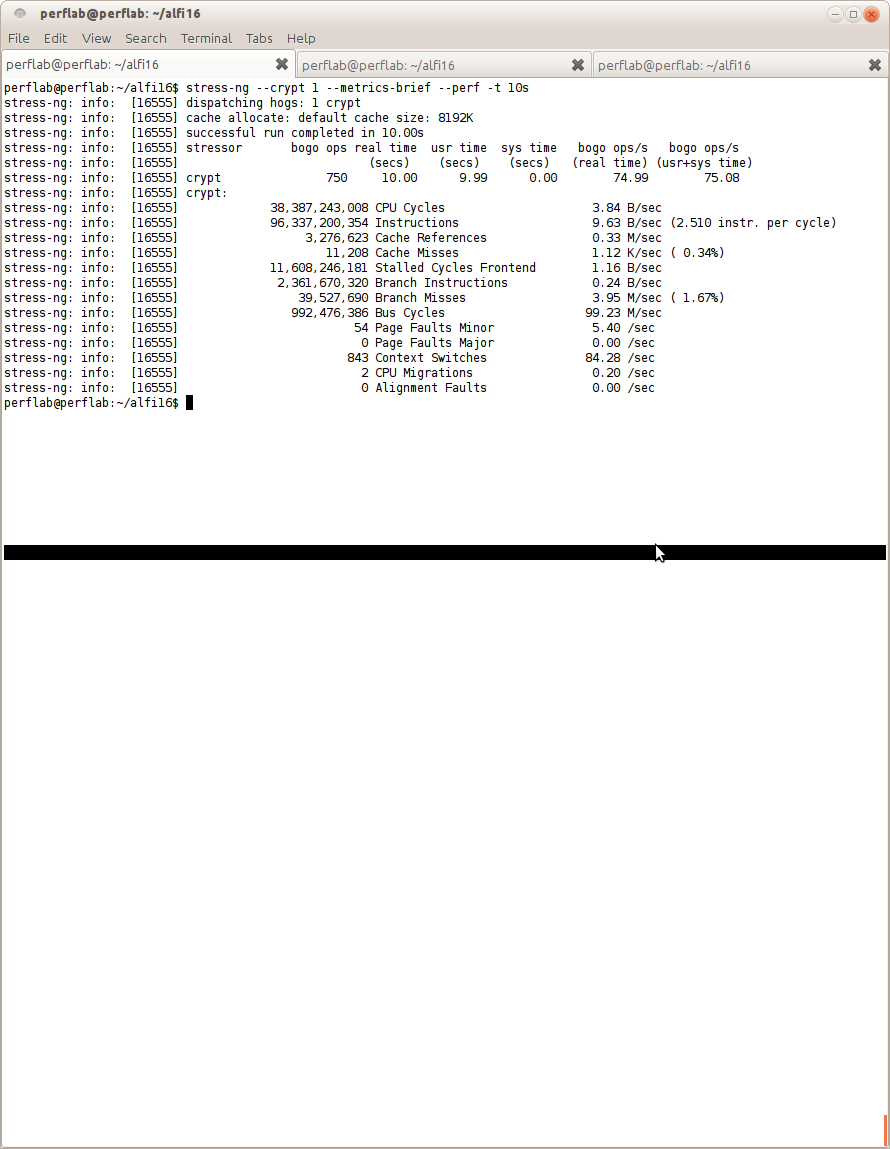 perflab@perflab: ~/alfi16
File Edit View Search Terminal Tabs Help
perflab@perflab: ~/alfi16 perflab@perflab: ~/alfi16 perflab@perflab: ~/alfi16
perflab@perflab:~/alfi16$ stress-ng --crypt 1 --metrics-brief --perf -t 10s
stress-ng: info: [16555] dispatching hogs: 1 crypt
stress-ng: info: [16555] cache allocate: default cache size: 8192K
stress-ng: info: [16555] successful run completed in 10.00s
stress-ng: info: [16555] stressor bogo ops real time usr time sys time bogo ops/s bogo ops/s
stress-ng: info: [16555] (secs) (secs) (secs) (real time) (usr+sys time)
stress-ng: info: [16555] crypt 750 10.00 9.99 0.00 74.99 75.08
stress-ng: info: [16555] crypt:
stress-ng: info: [16555] 38,387,243,008 CPU Cycles 3.84 B/sec
stress-ng: info: [16555] 96,337,200,354 Instructions 9.63 B/sec (2.510 instr. per cycle)
stress-ng: info: [16555] 3,276,623 Cache References 0.33 M/sec
stress-ng: info: [16555] 11,208 Cache Misses 1.12 K/sec ( 0.34%)
stress-ng: info: [16555] 11,608,246,181 Stalled Cycles Frontend 1.16 B/sec
stress-ng: info: [16555] 2,361,670,320 Branch Instructions 0.24 B/sec
stress-ng: info: [16555] 39,527,690 Branch Misses 3.95 M/sec ( 1.67%)
stress-ng: info: [16555] 992,476,386 Bus Cycles 99.23 M/sec
stress-ng: info: [16555] 54 Page Faults Minor 5.40 /sec
stress-ng: info: [16555] 0 Page Faults Major 0.00 /sec
stress-ng: info: [16555] 843 Context Switches 84.28 /sec
stress-ng: info: [16555] 2 CPU Migrations 0.20 /sec
stress-ng: info: [16555] 0 Alignment Faults 0.00 /sec
perflab@perflab:~/alfi16$